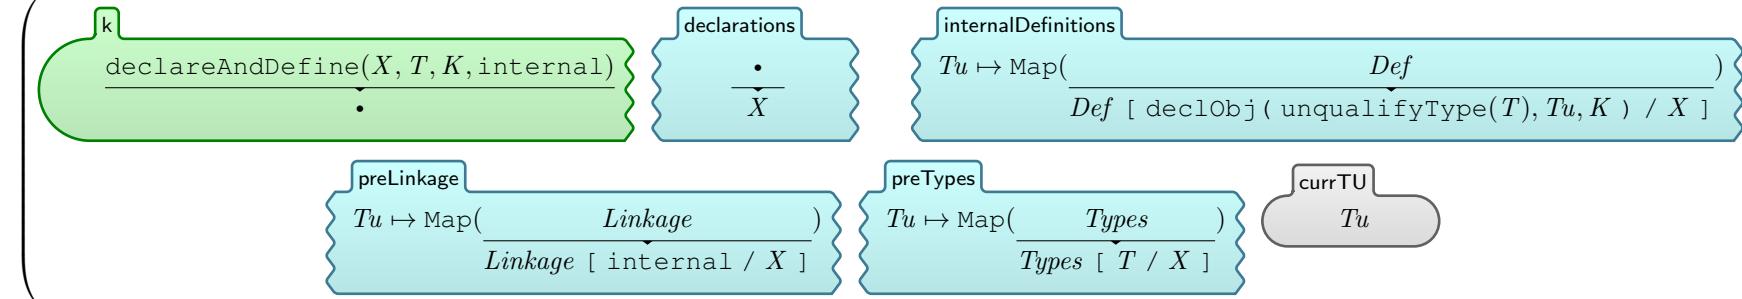 k declarations internalDefinitions
declareAndDefine(X, T, K, internal) • Tu ↦ Map( Def )
• X Def [ declObj( unqualifyType(T), Tu, K ) / X ]
preLinkage preTypes currTU
Tu ↦ Map( Linkage ) Tu ↦ Map( Types ) Tu
Linkage [ internal / X ] Types [ T / X ]